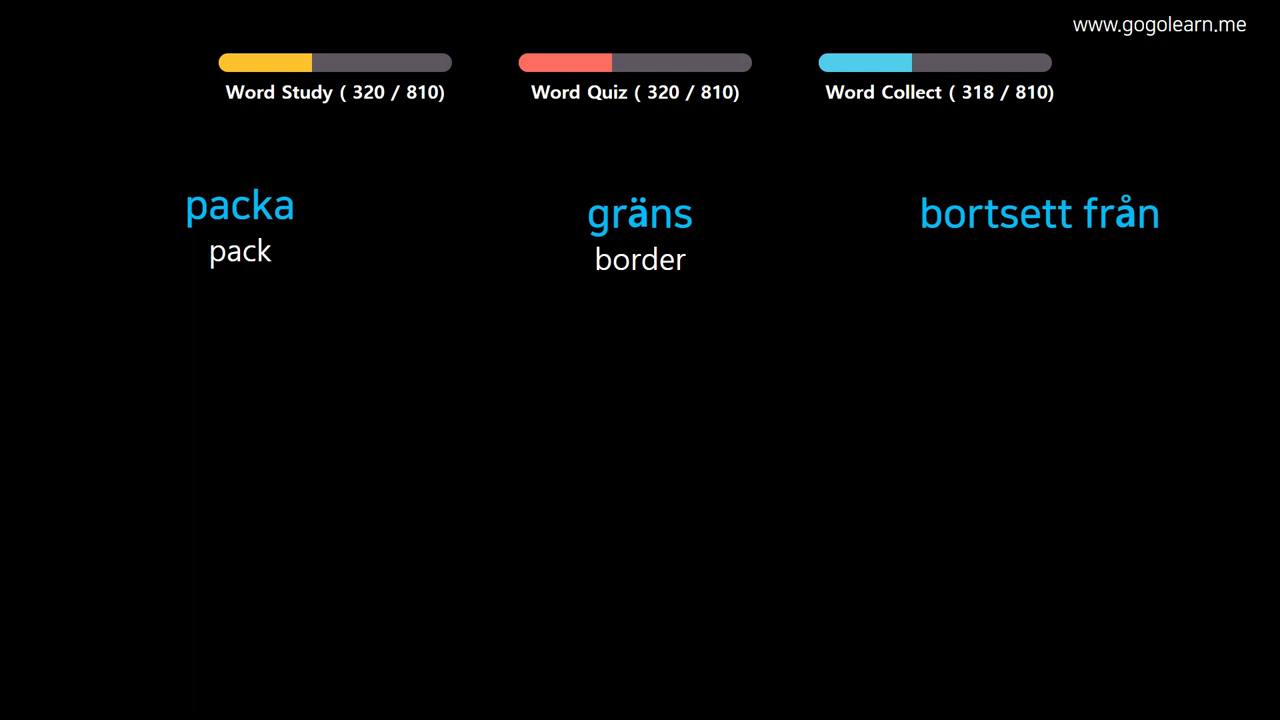 www.gogolearn.me
Word Study ( 320 / 810)
Word Quiz ( 320 / 810)
Word Collect ( 318 / 810)
packa
pack
gräns
border
bortsett från